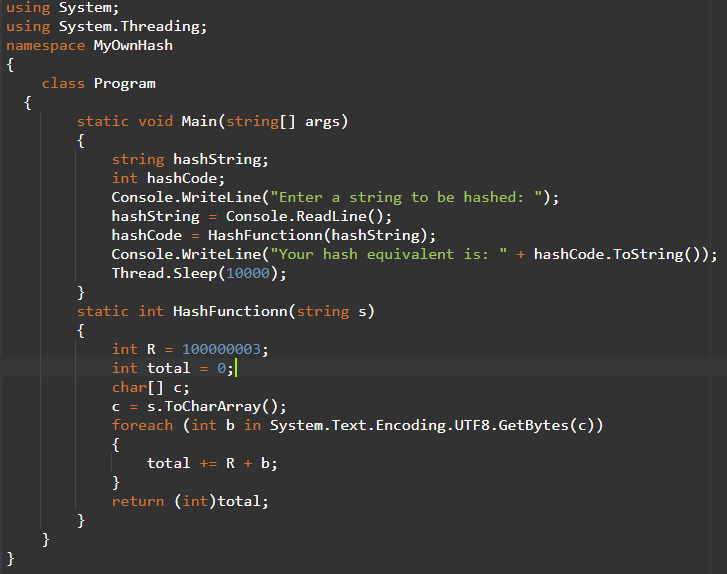 using System;
using System.Threading;
namespace MyOwnHash
{
    class Program
  {
        static void Main(string[] args)
        {
            string hashString;
            int hashCode;
            Console.WriteLine("Enter a string to be hashed: ");
            hashString = Console.ReadLine();
            hashCode = HashFunctionn(hashString);
            Console.WriteLine("Your hash equivalent is: " + hashCode.ToString());
            Thread.Sleep(10000);
        }
        static int HashFunctionn(string s)
        {
            int R = 100000003;
            int total = 0;
            char[] c;
            c = s.ToCharArray();
            foreach (int b in System.Text.Encoding.UTF8.GetBytes(c))
            {
                total += R + b;
            }
            return (int)total;
        }
    }
}